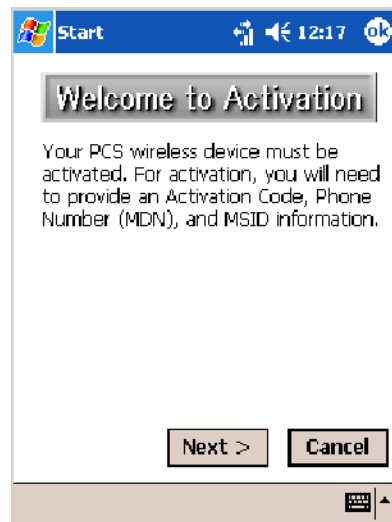 Start 12:17 ok
Welcome to Activation
Your PCS wireless device must be
activated. For activation, you will need
to provide an Activation Code, Phone
Number (MDN), and MSID information.
Next > Cancel